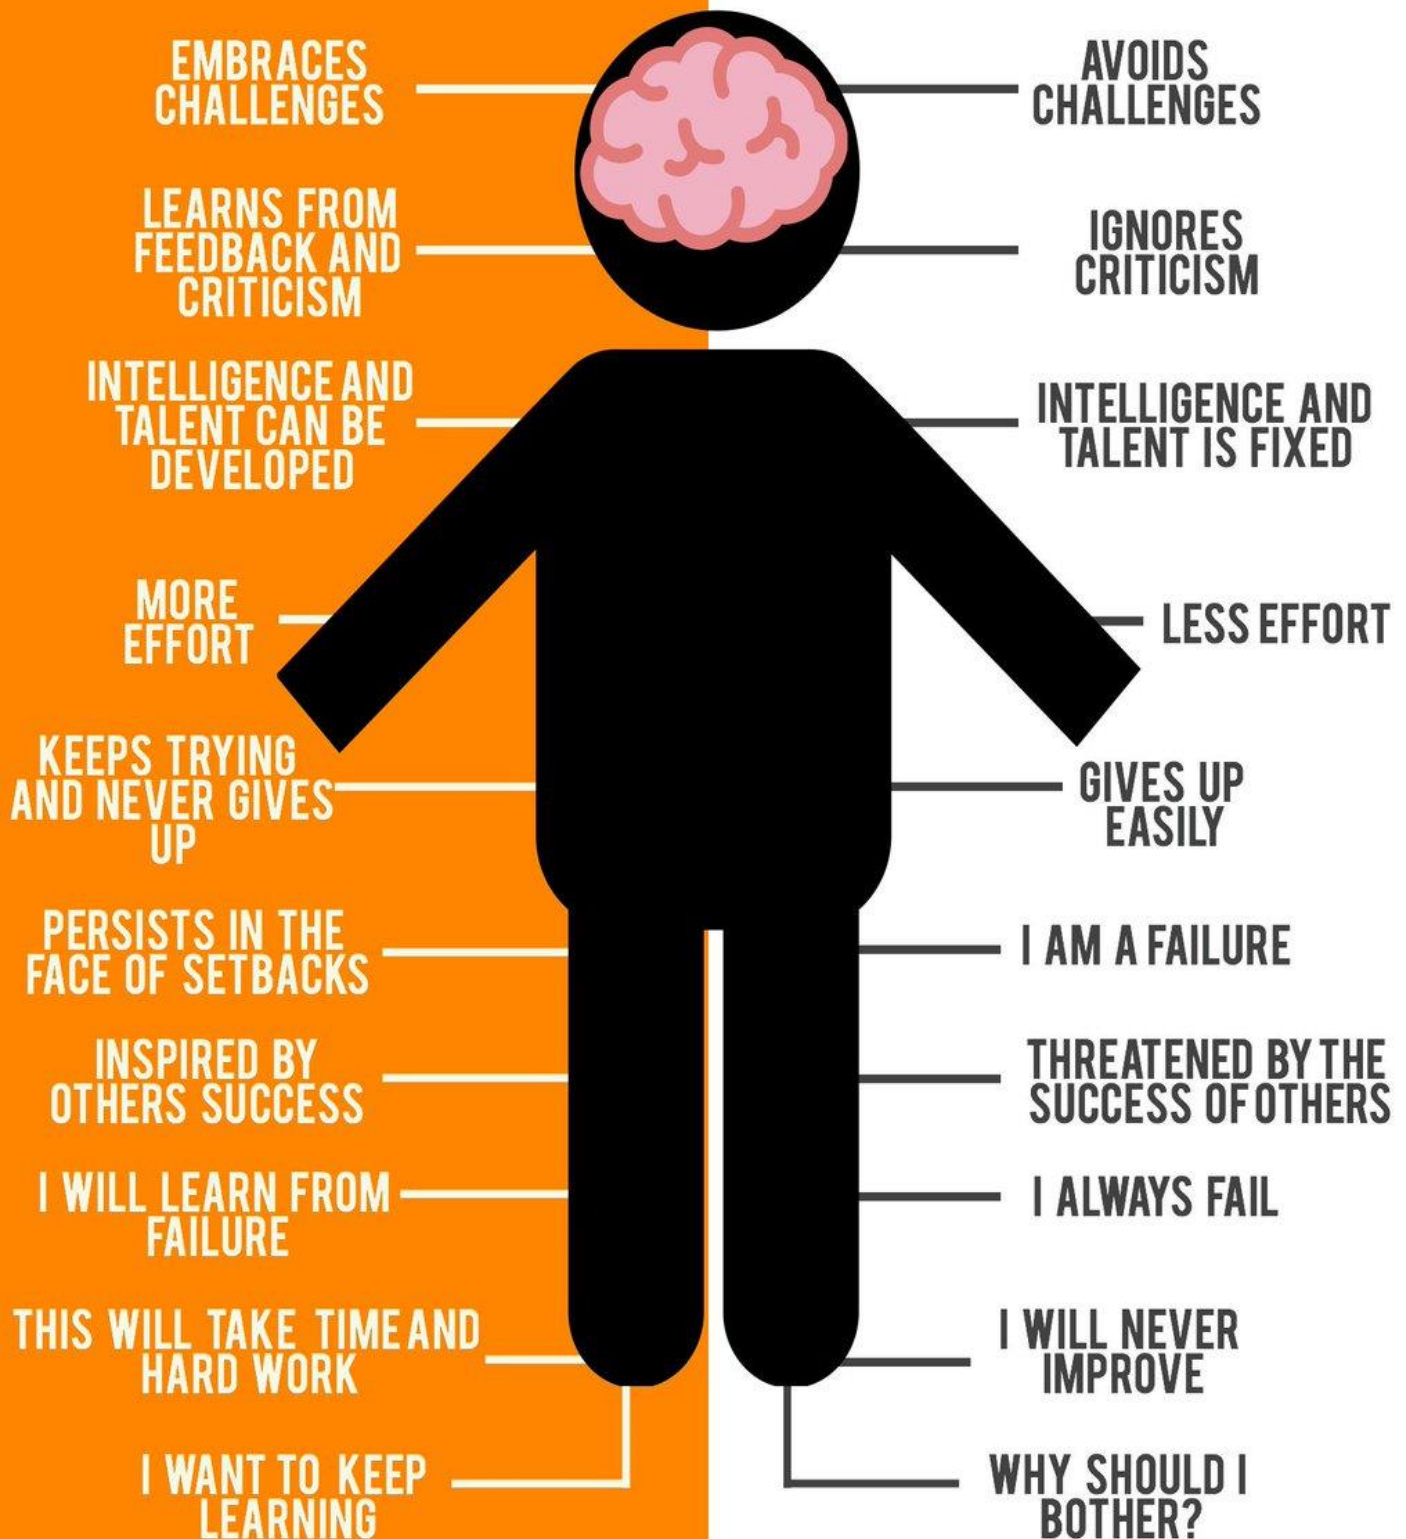 EMBRACES
CHALLENGES
LEARNS FROM
FEEDBACK AND
CRITICISM
INTELLIGENCE AND
TALENT CAN BE
DEVELOPED
MORE
EFFORT
KEEPS TRYING
AND NEVER GIVES
UP
PERSISTS IN THE
FACE OF SETBACKS
INSPIRED BY
OTHERS SUCCESS
I WILL LEARN FROM
FAILURE
THIS WILL TAKE TIME AND
HARD WORK
I WANT TO KEEP
LEARNING
AVOIDS
CHALLENGES
IGNORES
CRITICISM
INTELLIGENCE AND
TALENT IS FIXED
LESS EFFORT
GIVES UP
EASILY
I AM A FAILURE
THREATENED BY THE
SUCCESS OF OTHERS
I ALWAYS FAIL
I WILL NEVER
IMPROVE
WHY SHOULD I
BOTHER?